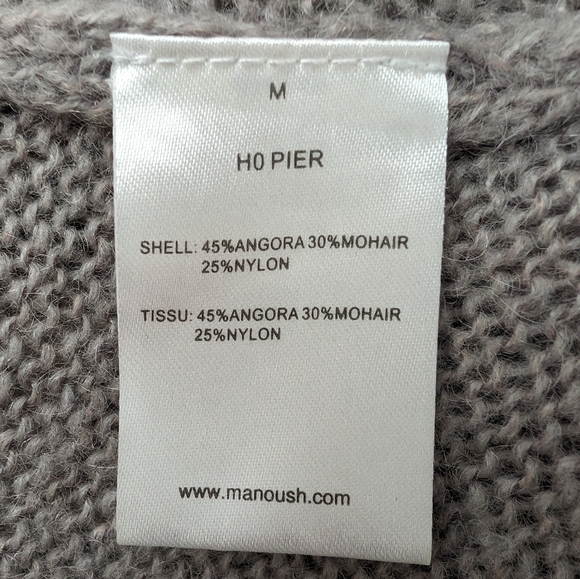 M
H0 PIER
SHELL: 45%ANGORA 30%MOHAIR
25%NYLON
TISSU: 45%ANGORA 30%MOHAIR
25%NYLON
www.manoush.com